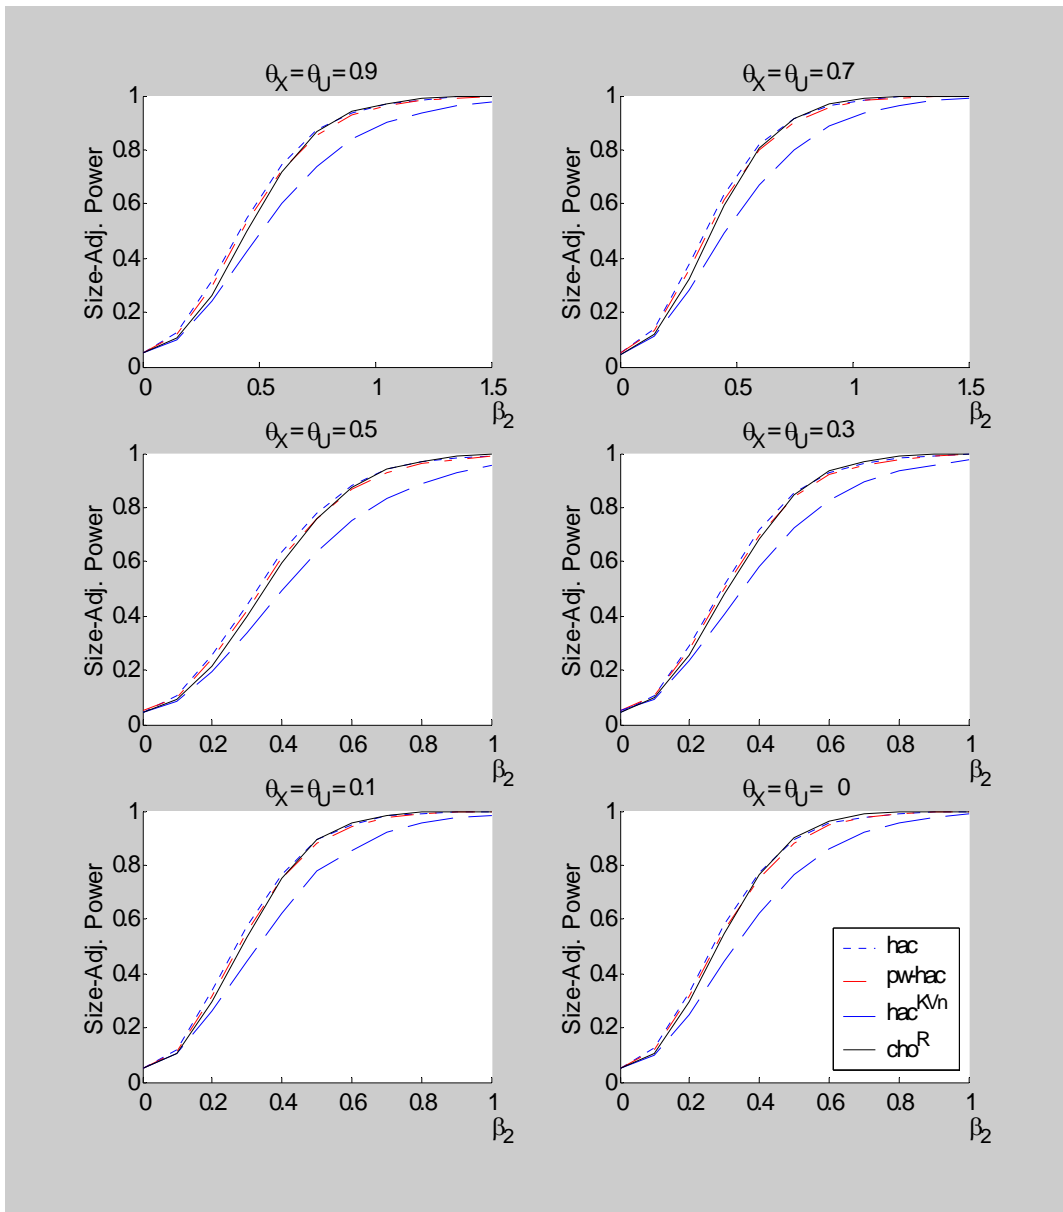 θX = θU = 0.9
Size-Adj. Power
1
0.8
0.6
0.4
0.2
0
0 0.5 1 1.5
β2
θX = θU = 0.7
Size-Adj. Power
1
0.8
0.6
0.4
0.2
0
0 0.5 1 1.5
β2
θX = θU = 0.5
Size-Adj. Power
1
0.8
0.6
0.4
0.2
0
0 0.2 0.4 0.6 0.8 1
β2
θX = θU = 0.3
Size-Adj. Power
1
0.8
0.6
0.4
0.2
0
0 0.2 0.4 0.6 0.8 1
β2
θX = θU = 0.1
Size-Adj. Power
1
0.8
0.6
0.4
0.2
0
0 0.2 0.4 0.6 0.8 1
β2
θX = θU = 0
Size-Adj. Power
1
0.8
0.6
0.4
0.2
0
0 0.2 0.4 0.6 0.8 1
β2
hac
pw-hac
hac^KVn
cho^R